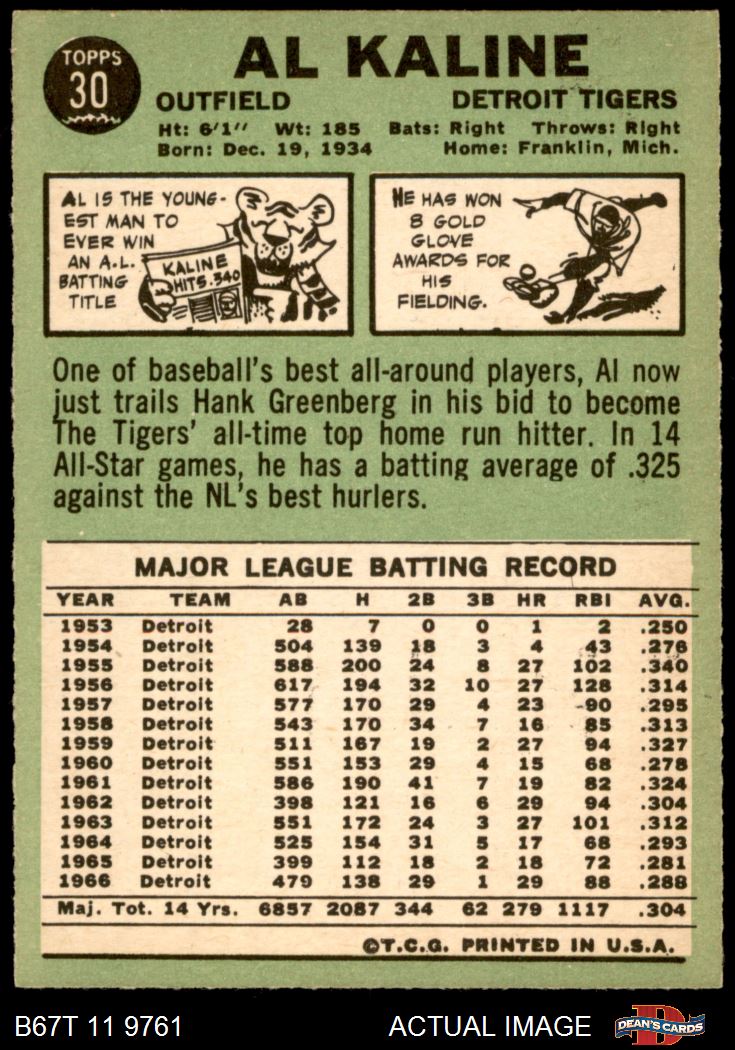 TOPPS
30
AL KALINE
OUTFIELD DETROIT TIGERS
Ht: 6'1" Wt: 185 Bats: Right Throws: Right
Born: Dec. 19, 1934 Home: Franklin, Mich.
AL IS THE YOUNG-
EST MAN TO
EVER WIN
AN A.L.
BATTING
TITLE
KALINE
HITS .340
HE HAS WON
8 GOLD
GLOVE
AWARDS FOR
HIS
FIELDING.
One of baseball's best all-around players, Al now
just trails Hank Greenberg in his bid to become
The Tigers' all-time top home run hitter. In 14
All-Star games, he has a batting average of .325
against the NL's best hurlers.
MAJOR LEAGUE BATTING RECORD
YEAR TEAM AB H 2B 3B HR RBI AVG.
1953 Detroit 28 7 0 0 1 2 .250
1954 Detroit 504 139 18 3 4 43 .276
1955 Detroit 588 200 24 8 27 102 .340
1956 Detroit 617 194 32 10 27 128 .314
1957 Detroit 577 170 29 4 23 90 .295
1958 Detroit 543 170 34 7 16 85 .313
1959 Detroit 511 167 19 2 27 94 .327
1960 Detroit 551 153 29 4 15 68 .278
1961 Detroit 586 190 41 7 19 82 .324
1962 Detroit 398 121 16 6 29 94 .304
1963 Detroit 551 172 24 3 27 101 .312
1964 Detroit 525 154 31 5 17 68 .293
1965 Detroit 399 112 18 2 18 72 .281
1966 Detroit 479 138 29 1 29 88 .288
Maj. Tot. 14 Yrs. 6857 2087 344 62 279 1117 .304
©T.C.G. PRINTED IN U.S.A.
B67T 11 9761 ACTUAL IMAGE DEAN'S CARDS